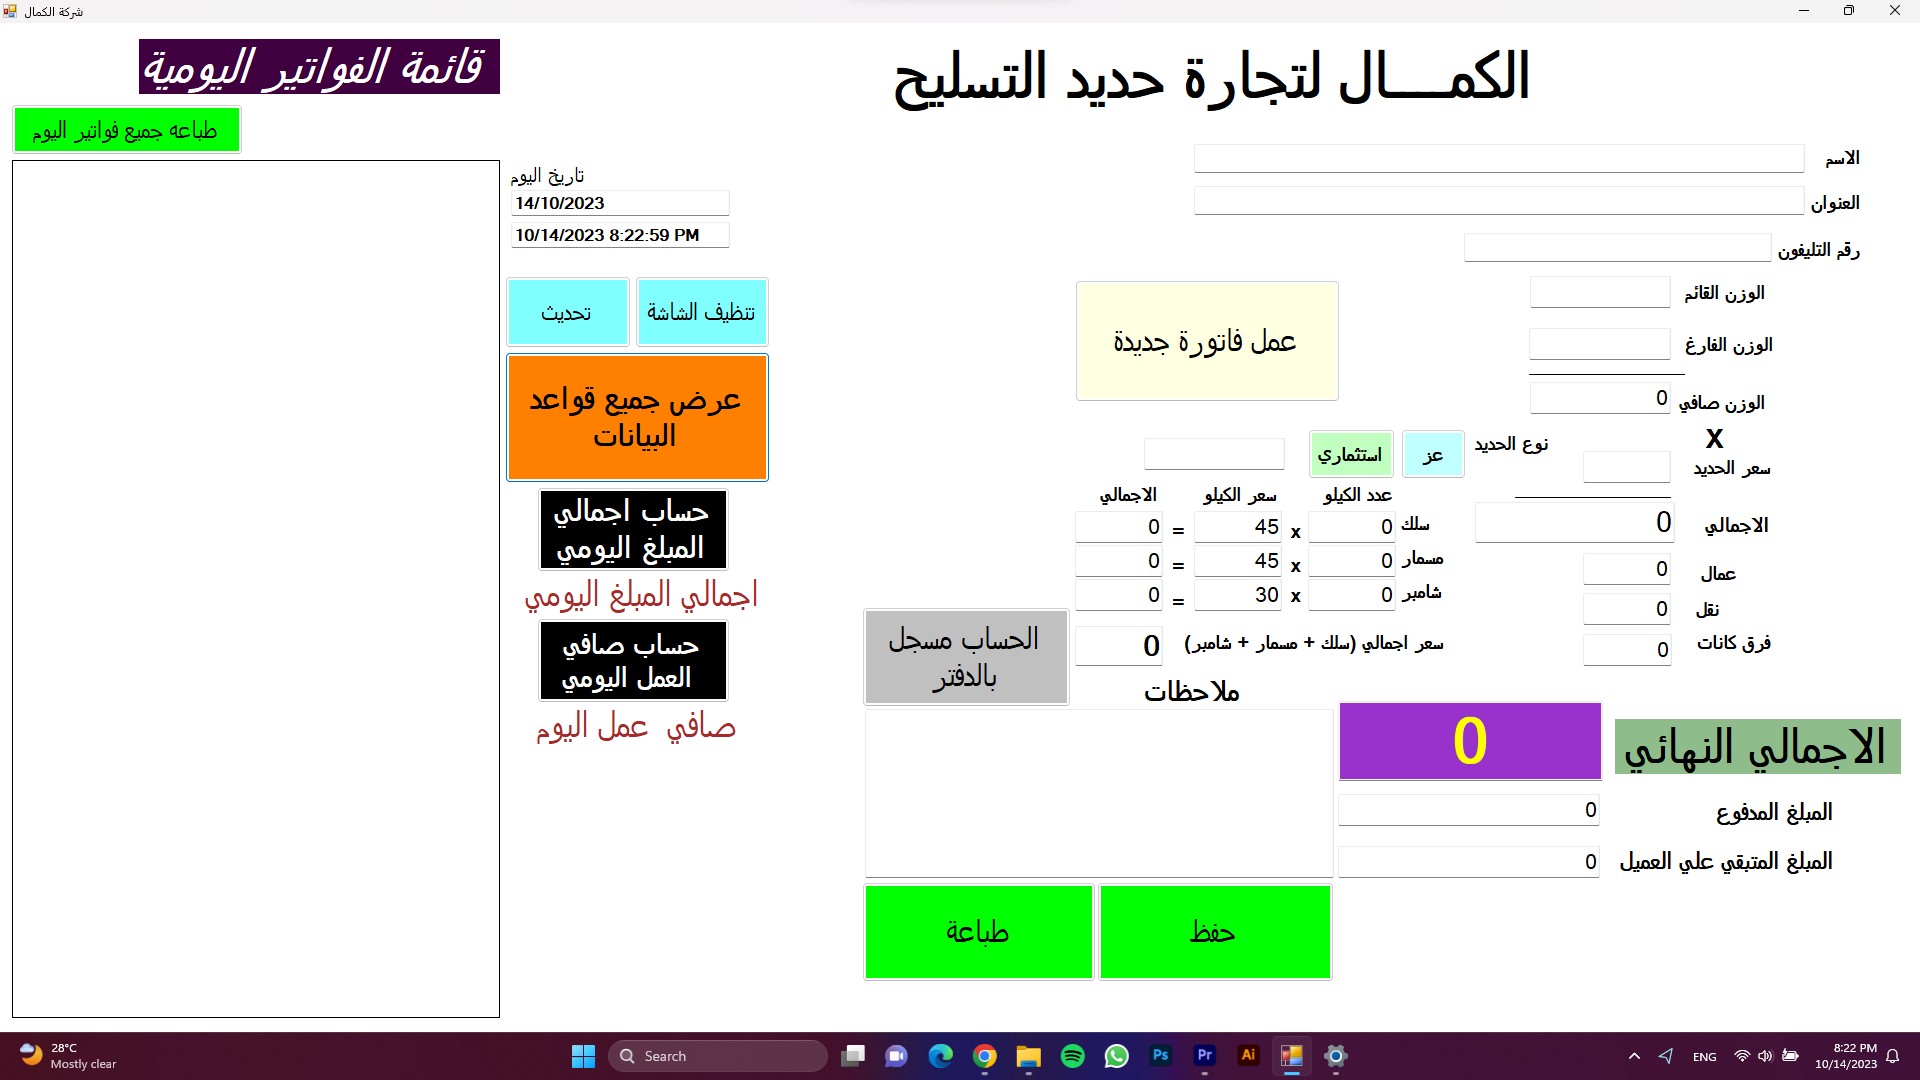 شركة الكمال
الكمـــــال لتجارة حديد التسليح
قائمة الفواتير اليومية
طباعه جميع فواتير اليوم
الاسم
العنوان
رقم التليفون
تاريخ اليوم
14/10/2023
10/14/2023 8:22:59 PM
تنظيف الشاشة
تحديث
عرض جميع قواعد
البيانات
حساب اجمالي
المبلغ اليومي
اجمالي المبلغ اليومي
حساب صافي
العمل اليومي
صافي عمل اليوم
عمل فاتورة جديدة
الوزن القائم
الوزن الفارغ
الوزن صافي
0
X
سعر الحديد
نوع الحديد
عز
استثماري
الاجمالي
0
عمال
0
نقل
0
فرق كانات
0
عدد الكيلو
سعر الكيلو
الاجمالي
سلك 0 x 45 = 0
مسمار 0 x 45 = 0
شامبر 0 x 30 = 0
سعر اجمالي (سلك + مسمار + شامبر)
0
الحساب مسجل
بالدفتر
ملاحظات
الاجمالي النهائي
0
المبلغ المدفوع
0
المبلغ المتبقي علي العميل
0
حفظ
طباعة
28°C
Mostly clear
Search
Ps
Pr
Ai
ENG
8:22 PM
10/14/2023